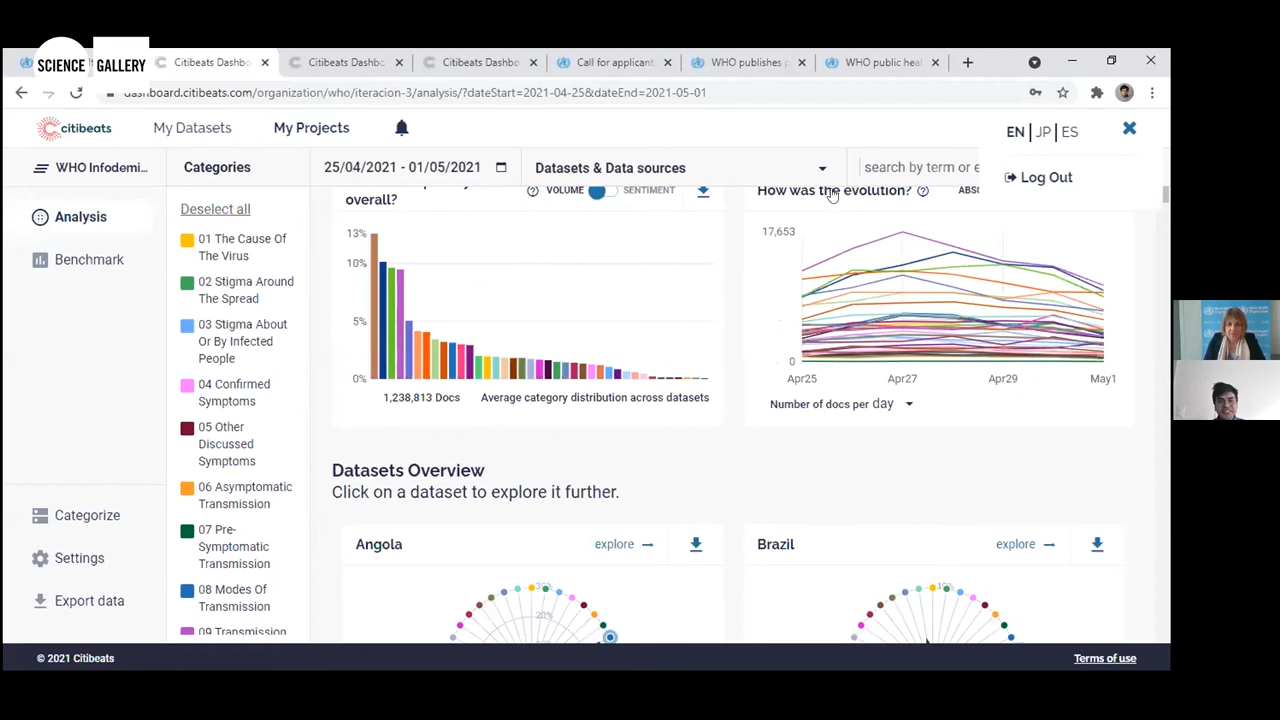 SCIENCE GALLERY
Citibeats Dashbo
Citibeats Dashbo
Citibeats Dashbo
Call for applicant
WHO publishes p
WHO public heal
dashboard.citibeats.com/organization/who/iteracion-3/analysis/?dateStart=2021-04-25&dateEnd=2021-05-01
citibeats
My Datasets
My Projects
EN | JP | ES
Log Out
WHO Infodemi...
Categories
25/04/2021 - 01/05/2021
Datasets & Data sources
search by term or e
Analysis
Benchmark
Categorize
Settings
Export data
Deselect all
01 The Cause Of
The Virus
02 Stigma Around
The Spread
03 Stigma About
Or By Infected
People
04 Confirmed
Symptoms
05 Other
Discussed
Symptoms
06 Asymptomatic
Transmission
07 Pre-
Symptomatic
Transmission
08 Modes Of
Transmission
09 Transmission
overall?
VOLUME
SENTIMENT
13%
10%
5%
0%
1,238,813 Docs
Average category distribution across datasets
How was the evolution?
ABSO
17,653
0
Apr25
Apr27
Apr29
May1
Number of docs per day
Datasets Overview
Click on a dataset to explore it further.
Angola
explore
20%
Brazil
explore
© 2021 Citibeats
Terms of use